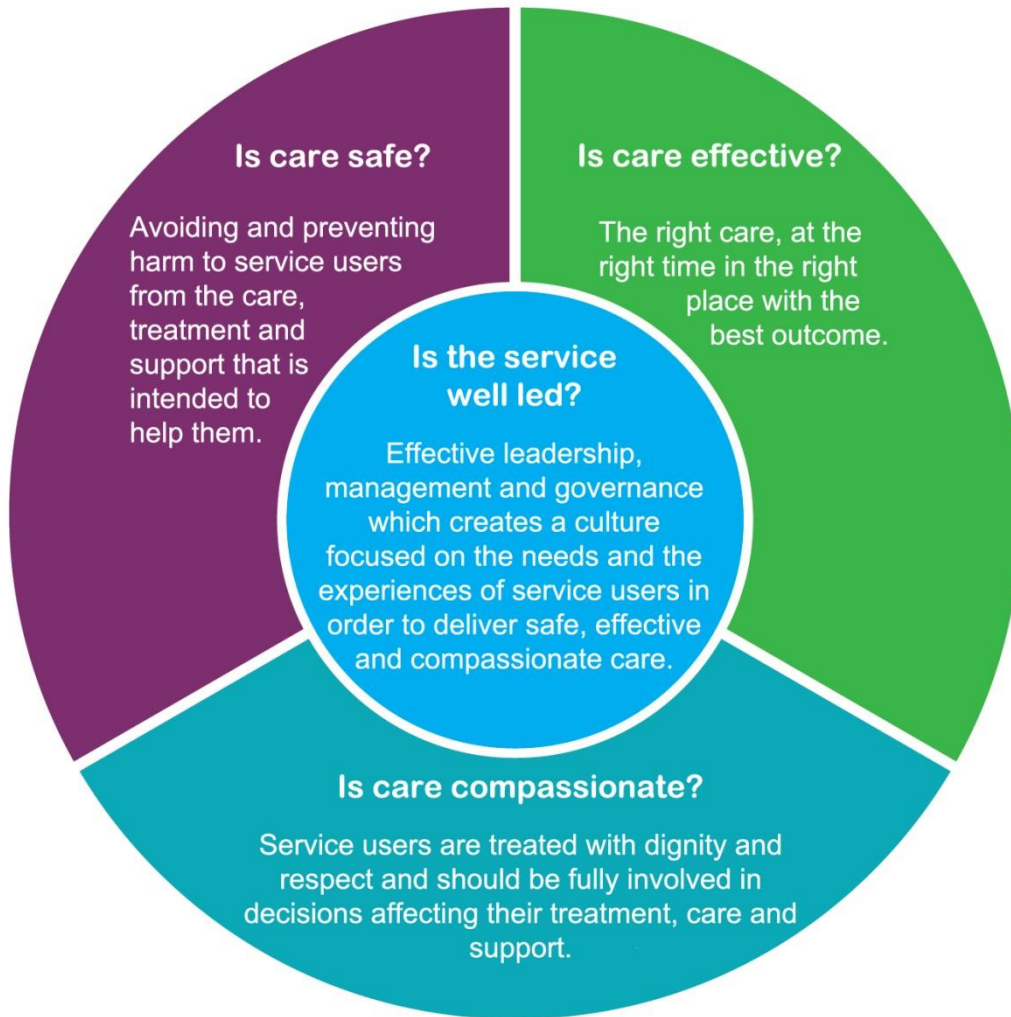 Is care safe?
Avoiding and preventing
harm to service users
from the care,
treatment and
support that is
intended to
help them.
Is care effective?
The right care, at the
right time in the right
place with the
best outcome.
Is the service
well led?
Effective leadership,
management and governance
which creates a culture
focused on the needs and the
experiences of service users in
order to deliver safe, effective
and compassionate care.
Is care compassionate?
Service users are treated with dignity and
respect and should be fully involved in
decisions affecting their treatment, care and
support.